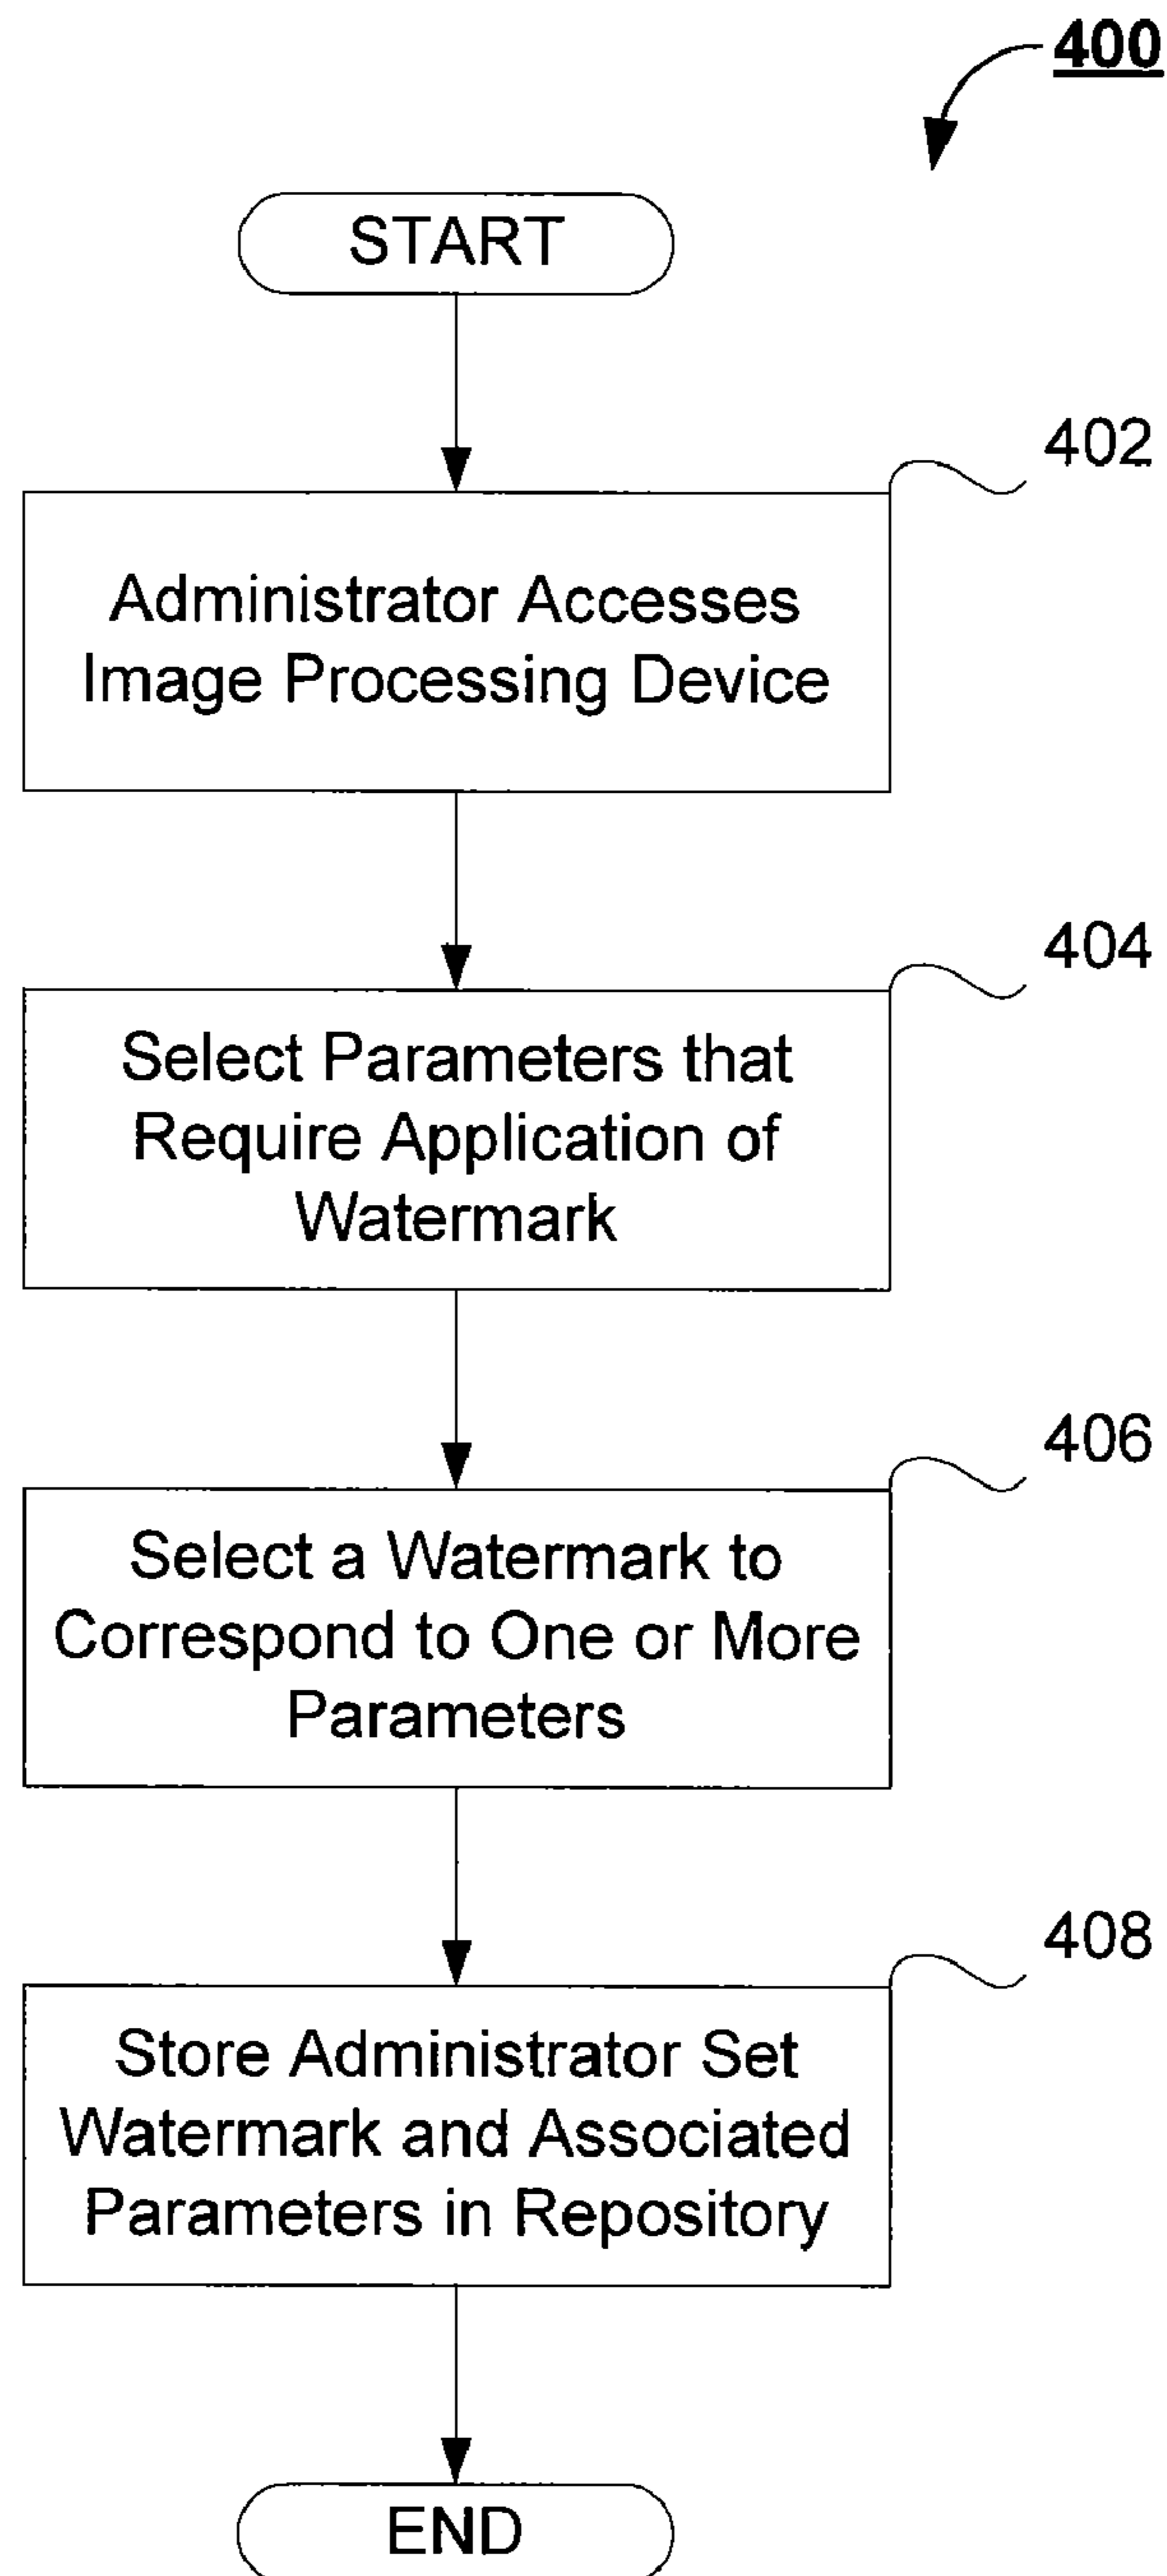 400
START
402
Administrator Accesses
Image Processing Device
404
Select Parameters that
Require Application of
Watermark
406
Select a Watermark to
Correspond to One or More
Parameters
408
Store Administrator Set
Watermark and Associated
Parameters in Repository
END